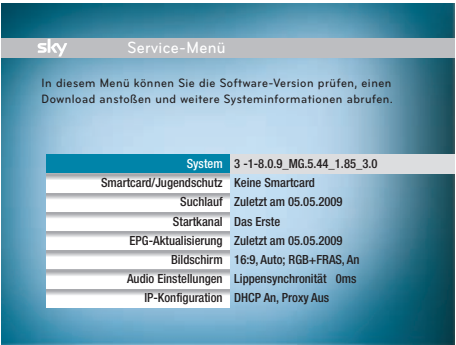 sky Service-Menü
In diesem Menü können Sie die Software-Version prüfen, einen
Download anstoßen und weitere Systeminformationen abrufen.
System 3 -1-8.0.9_MG.5.44_1.85_3.0
Smartcard/Jugendschutz Keine Smartcard
Suchlauf Zuletzt am 05.05.2009
Startkanal Das Erste
EPG-Aktualisierung Zuletzt am 05.05.2009
Bildschirm 16:9, Auto; RGB+FRAS, An
Audio Einstellungen Lippensynchronität 0ms
IP-Konfiguration DHCP An, Proxy Aus